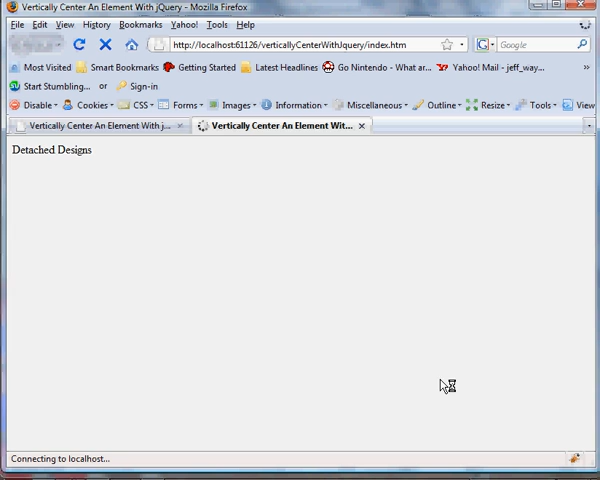 Vertically Center An Element With jQuery - Mozilla Firefox
File Edit View History Bookmarks Yahoo! Tools Help
http://localhost:61126/verticallyCenterWithJquery/index.htm Google
Most Visited Smart Bookmarks Getting Started Latest Headlines Go Nintendo - What ar... Yahoo! Mail - jeff_way...
Start Stumbling... or Sign-in
Disable Cookies CSS Forms Images Information Miscellaneous Outline Resize Tools View
Vertically Center An Element With j... Vertically Center An Element Wit...
Detached Designs
Connecting to localhost...